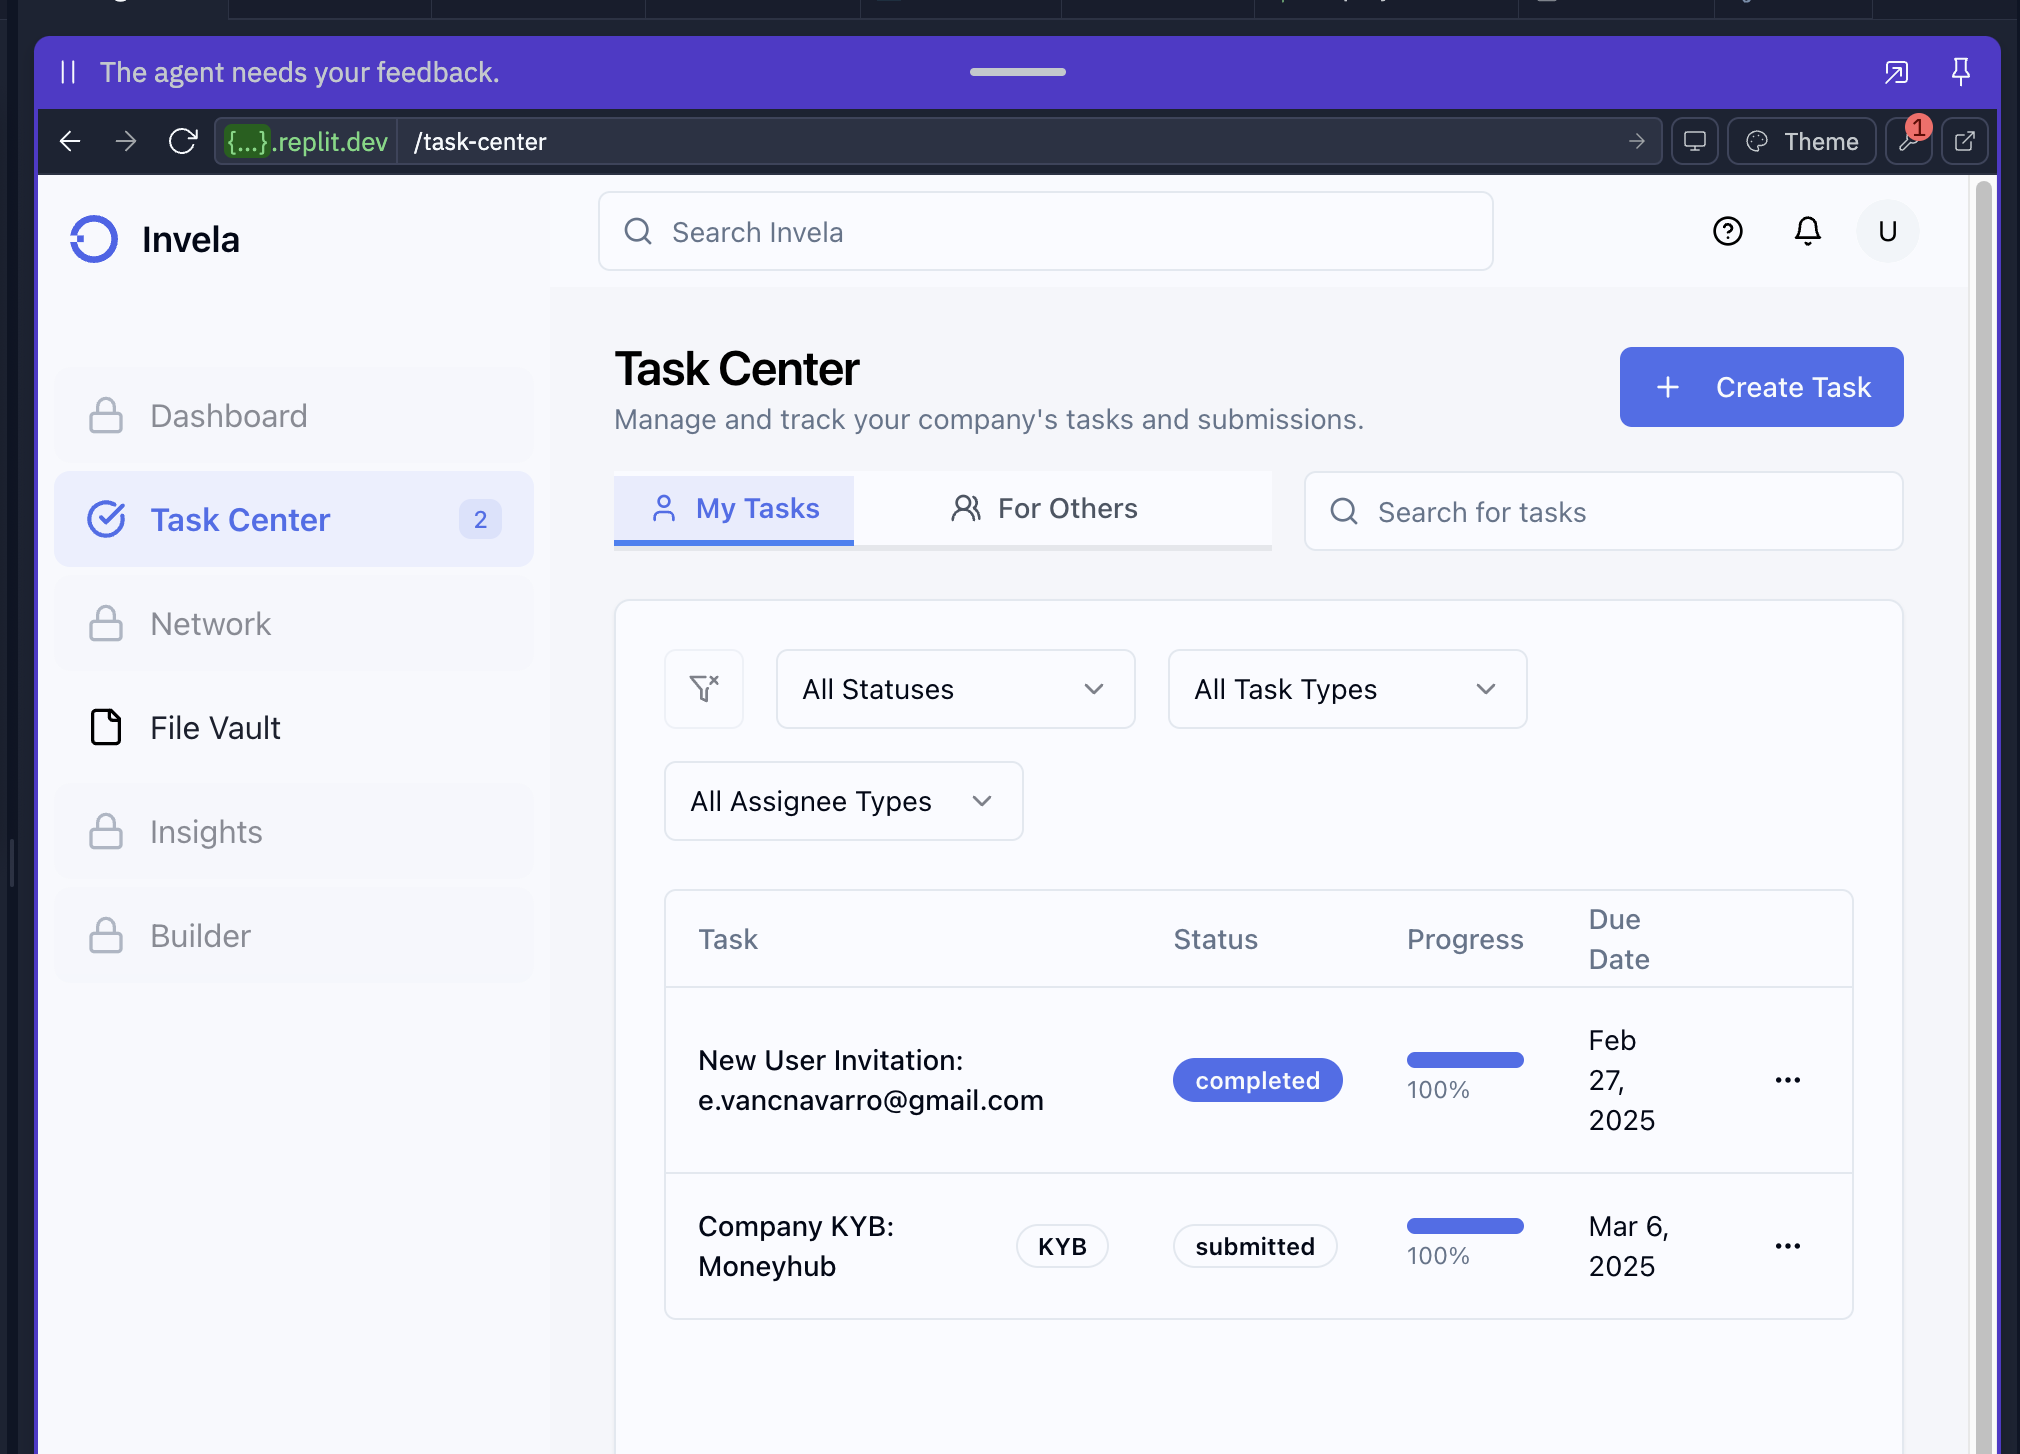 The agent needs your feedback.
{...}.replit.dev
/task-center
Theme
1
Invela
Search Invela
U
Dashboard
Task Center
2
Network
File Vault
Insights
Builder
Task Center
Manage and track your company's tasks and submissions.
Create Task
My Tasks
For Others
Search for tasks
All Statuses
All Task Types
All Assignee Types
Task
Status
Progress
Due
Date
New User Invitation:
e.vancnavarro@gmail.com
completed
100%
Feb
27,
2025
Company KYB:
Moneyhub
KYB
submitted
100%
Mar 6,
2025